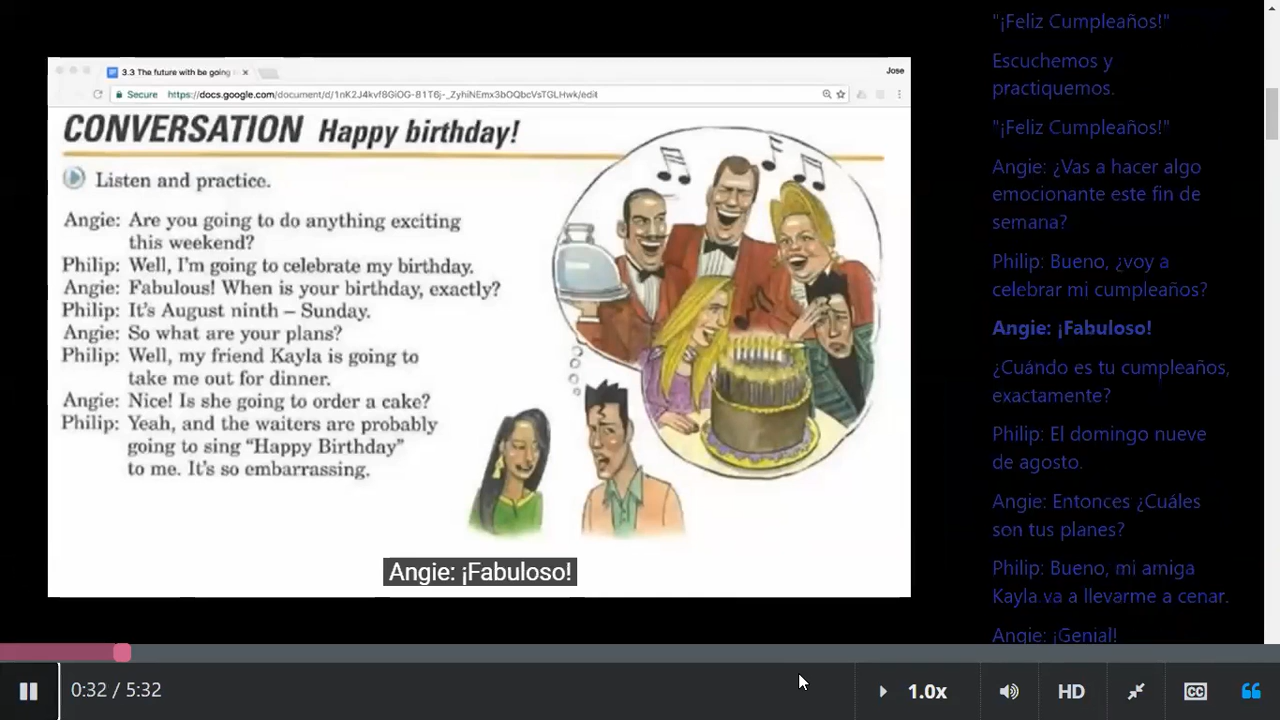 3.3 The future with be going
Jose
Secure
https://docs.google.com/document/d/1nK2J4kvf8GiOG-81T6j-_ZyhiNEmx3bOQbcVsTGLHwk/edit
CONVERSATION Happy birthday!
Listen and practice.
Angie: Are you going to do anything exciting
this weekend?
Philip: Well, I'm going to celebrate my birthday.
Angie: Fabulous! When is your birthday, exactly?
Philip: It's August ninth – Sunday.
Angie: So what are your plans?
Philip: Well, my friend Kayla is going to
take me out for dinner.
Angie: Nice! Is she going to order a cake?
Philip: Yeah, and the waiters are probably
going to sing “Happy Birthday”
to me. It's so embarrassing.
Angie: ¡Fabuloso!
"¡Feliz Cumpleaños!"
Escuchemos y
practiquemos.
"¡Feliz Cumpleaños!"
Angie: ¿Vas a hacer algo
emocionante este fin de
semana?
Philip: Bueno, ¿voy a
celebrar mi cumpleaños?
Angie: ¡Fabuloso!
¿Cuándo es tu cumpleaños,
exactamente?
Philip: El domingo nueve
de agosto.
Angie: Entonces ¿Cuáles
son tus planes?
Philip: Bueno, mi amiga
Kayla va a llevarme a cenar.
Angie: ¡Genial!
0:32 / 5:32
1.0x
HD
CC